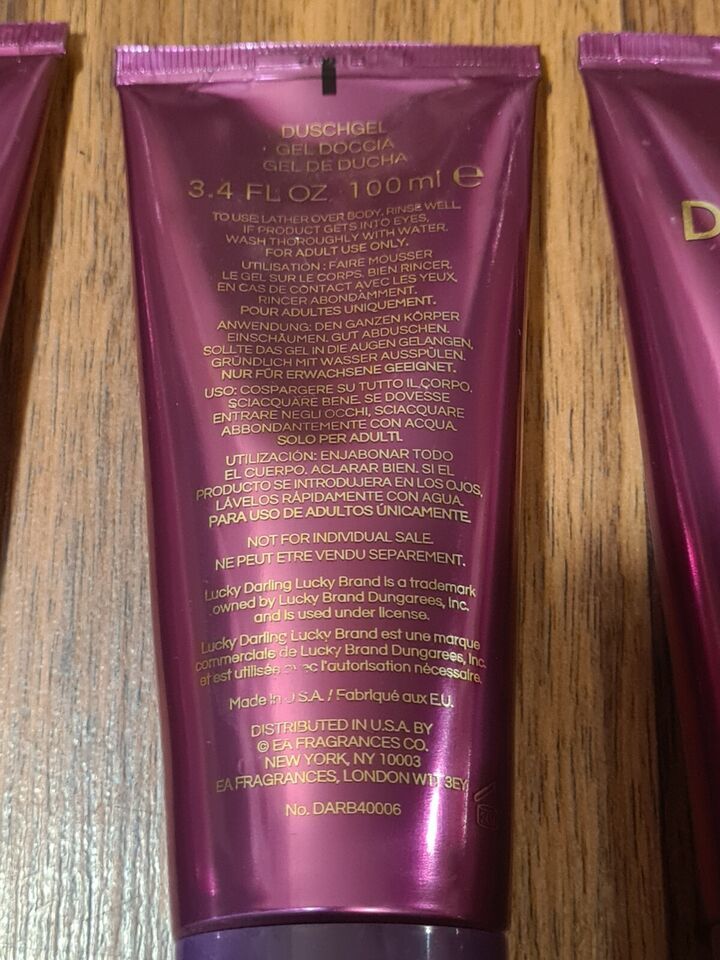 DUSCHGEL
GEL DOCCIA
GEL DE DUCHA
3.4 FL OZ 100 ml e
TO USE: LATHER OVER BODY, RINSE WELL.
IF PRODUCT GETS INTO EYES,
WASH THOROUGHLY WITH WATER.
FOR ADULT USE ONLY.
UTILISATION : FAIRE MOUSSER
LE GEL SUR LE CORPS. BIEN RINCER.
EN CAS DE CONTACT AVEC LES YEUX,
RINCER ABONDAMMENT.
POUR ADULTES UNIQUEMENT.
ANWENDUNG: DEN GANZEN KÖRPER
EINSCHÄUMEN. GUT ABDUSCHEN.
SOLLTE DAS GEL IN DIE AUGEN GELANGEN,
GRÜNDLICH MIT WASSER AUSSPÜLEN.
NUR FÜR ERWACHSENE GEEIGNET.
USO: COSPARGERE SU TUTTO IL CORPO,
SCIACQUARE BENE. SE DOVESSE
ENTRARE NEGLI OCCHI, SCIACQUARE
ABBONDANTEMENTE CON ACQUA.
SOLO PER ADULTI.
UTILIZACIÓN: ENJABONAR TODO
EL CUERPO. ACLARAR BIEN. SI EL
PRODUCTO SE INTRODUJERA EN LOS OJOS,
LÁVELOS RÁPIDAMENTE CON AGUA.
PARA USO DE ADULTOS ÚNICAMENTE.
NOT FOR INDIVIDUAL SALE.
NE PEUT ETRE VENDU SEPAREMENT.
Lucky Darling Lucky Brand is a trademark
owned by Lucky Brand Dungarees, Inc.
and is used under license.
Lucky Darling Lucky Brand est une marque
commerciale de Lucky Brand Dungarees, Inc.
et est utilisée avec l'autorisation nécessaire.
Made in U.S.A. / Fabriqué aux E.U.
DISTRIBUTED IN U.S.A. BY
© EA FRAGRANCES CO.
NEW YORK, NY 10003
EA FRAGRANCES, LONDON W1T 3EY
No. DARB40006
D